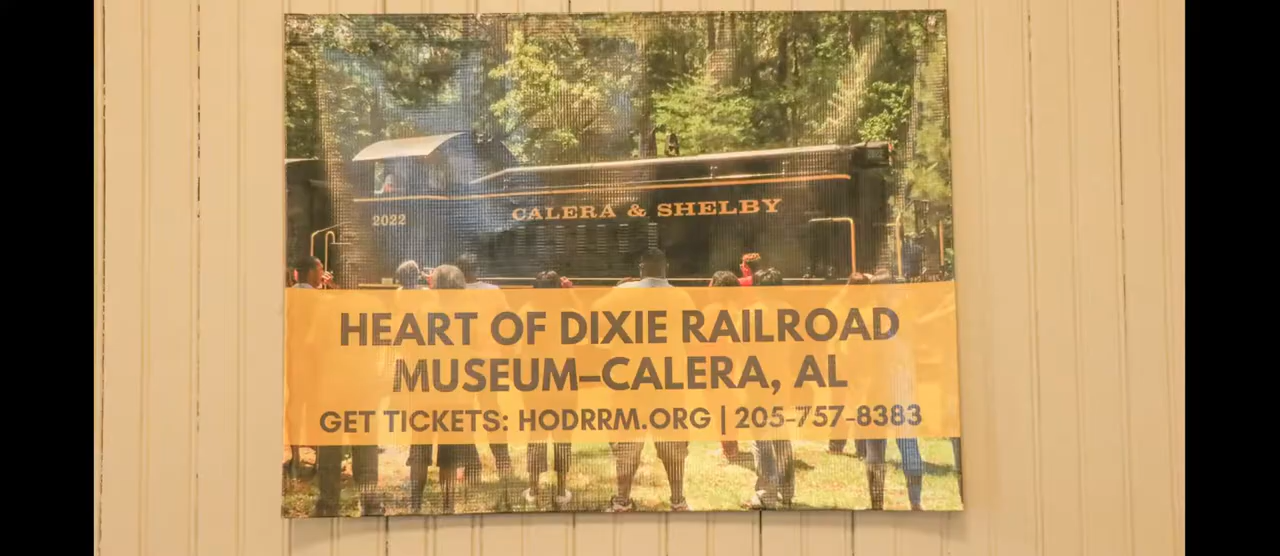 2022
CALERA & SHELBY
HEART OF DIXIE RAILROAD
MUSEUM–CALERA, AL
GET TICKETS: HODRRM.ORG | 205-757-8383